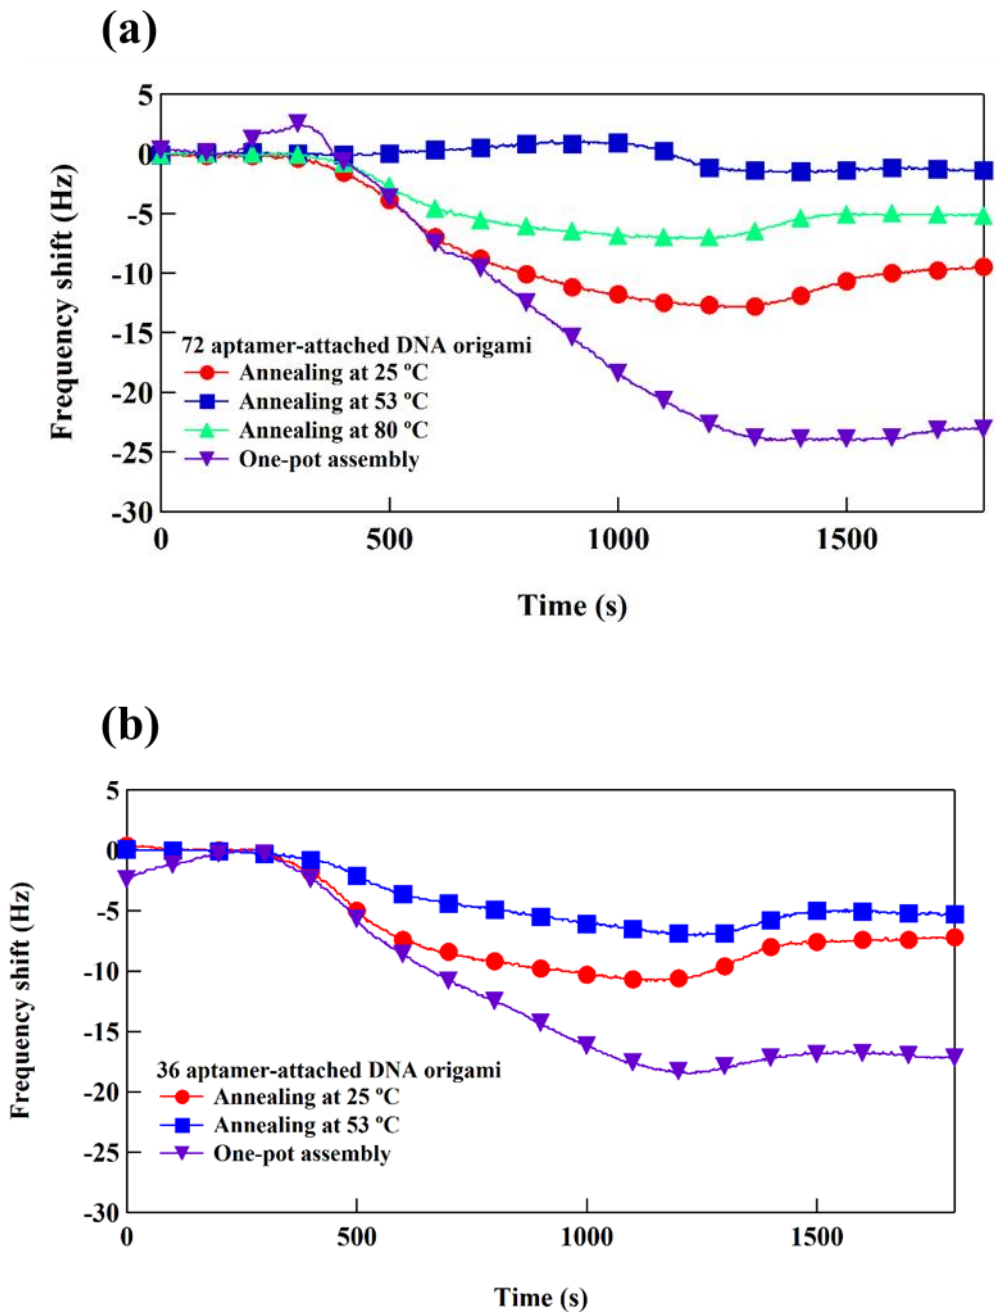 (a)
5
0
-5
-10
-15
-20
-25
-30
Frequency shift (Hz)
72 aptamer-attached DNA origami
Annealing at 25 ºC
Annealing at 53 ºC
Annealing at 80 ºC
One-pot assembly
0 500 1000 1500
Time (s)
(b)
5
0
-5
-10
-15
-20
-25
-30
Frequency shift (Hz)
36 aptamer-attached DNA origami
Annealing at 25 ºC
Annealing at 53 ºC
One-pot assembly
0 500 1000 1500
Time (s)